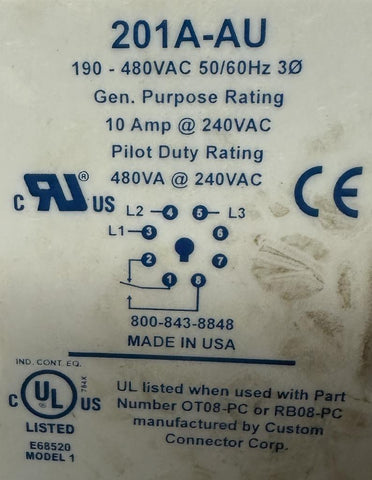 201A-AU
190 - 480VAC 50/60Hz 3Ø
Gen. Purpose Rating
10 Amp @ 240VAC
Pilot Duty Rating
480VA @ 240VAC
c RU ® US CE
L2 4 5 L3
L1 3 6
2 7
1 8
800-843-8848
MADE IN USA
IND. CONT. EQ.
C UL ® US 784X
LISTED
E68520
MODEL 1
UL listed when used with Part
Number OT08-PC or RB08-PC
manufactured by Custom
Connector Corp.